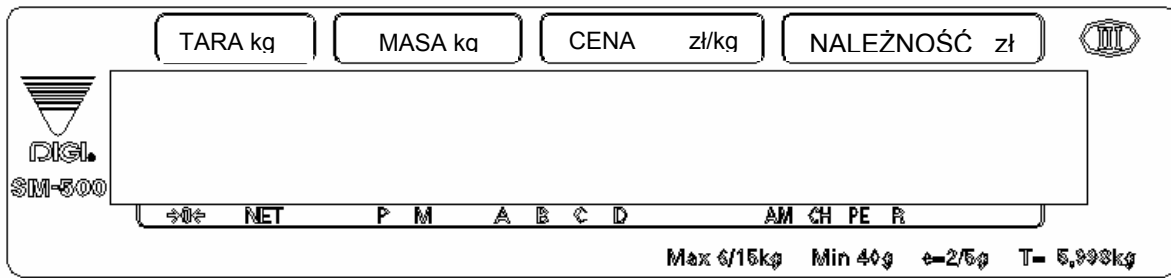 TARA kg MASA kg CENA zł/kg NALEŻNOŚĆ zł III
DIGI.
SM-500
→0← NET P M A B C D AM CH PE R
Max 6/15kg Min 40g e=2/5g T= 5,998kg